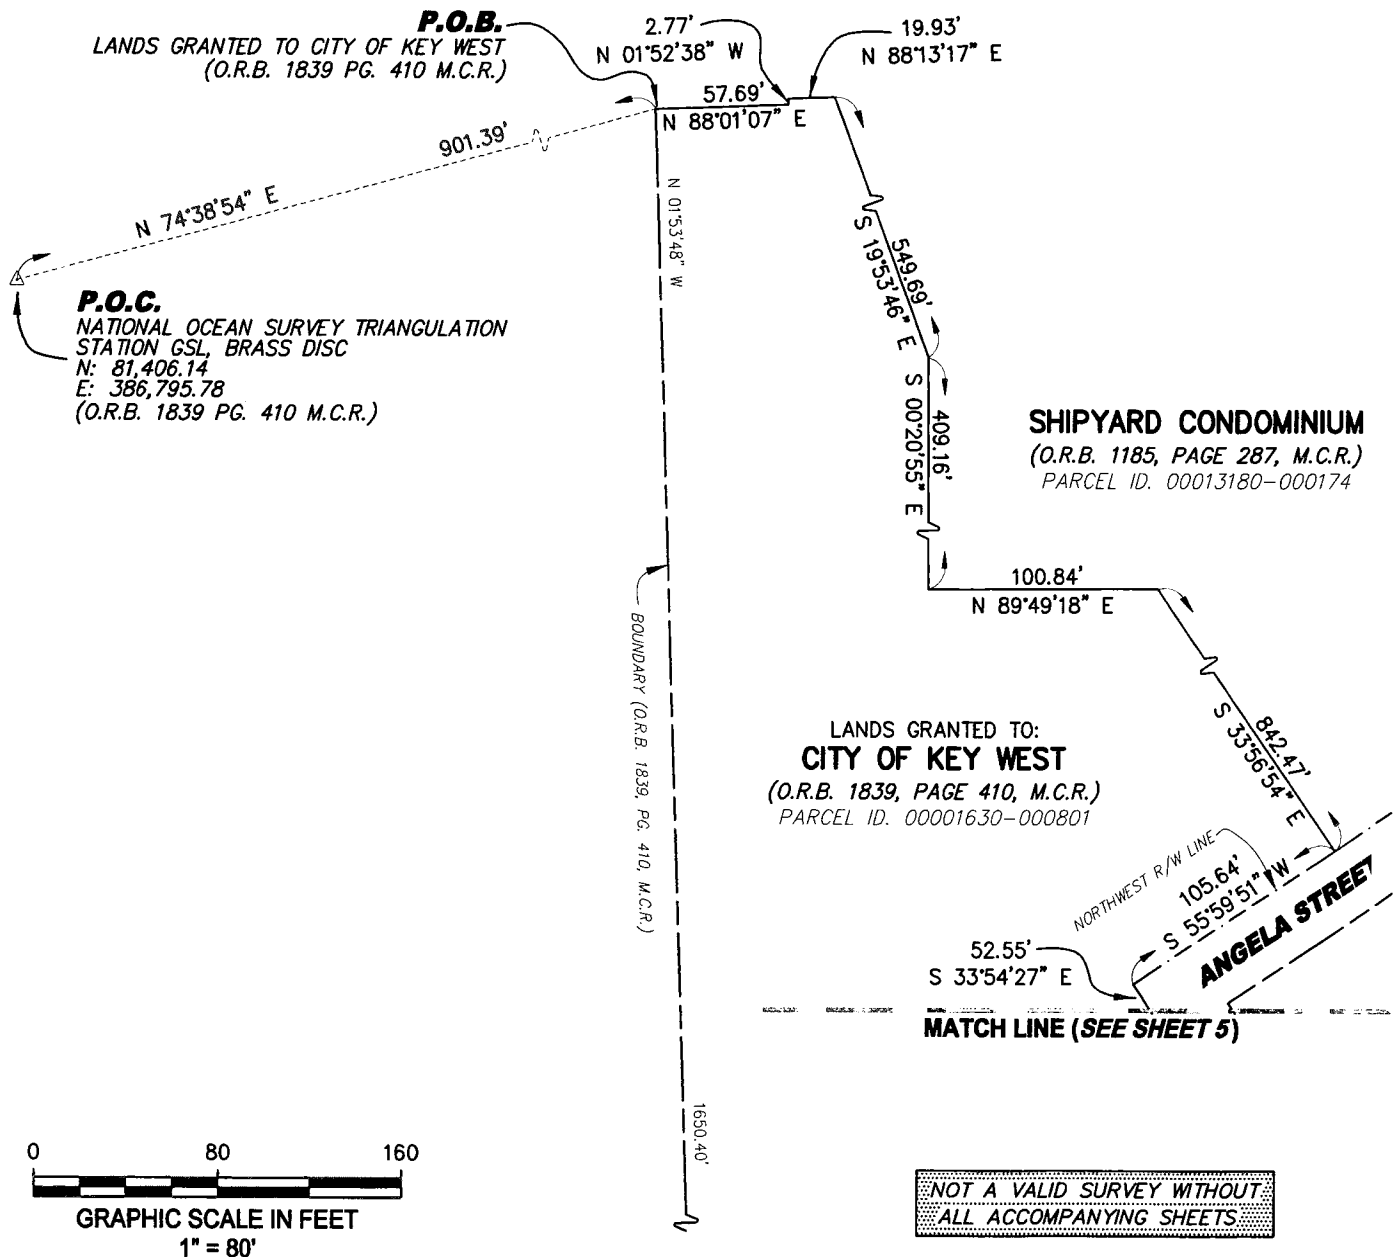 P.O.B.
LANDS GRANTED TO CITY OF KEY WEST
(O.R.B. 1839 PG. 410 M.C.R.)
2.77'
N 01°52'38" W
19.93'
N 88°13'17" E
57.69'
N 88°01'07" E
901.39'
N 74°38'54" E
N 01°53'48" W
P.O.C.
NATIONAL OCEAN SURVEY TRIANGULATION
STATION GSL, BRASS DISC
N: 81,406.14
E: 386,795.78
(O.R.B. 1839 PG. 410 M.C.R.)
549.69'
S 19°53'46" E
409.16'
S 00°20'55" E
SHIPYARD CONDOMINIUM
(O.R.B. 1185, PAGE 287, M.C.R.)
PARCEL ID. 00013180-000174
100.84'
N 89°49'18" E
BOUNDARY (O.R.B. 1839, PG. 410, M.C.R.)
LANDS GRANTED TO:
CITY OF KEY WEST
(O.R.B. 1839, PAGE 410, M.C.R.)
PARCEL ID. 00001630-000801
842.47'
S 33°56'54" E
NORTHWEST R/W LINE
105.64'
S 55°59'51" W
ANGELA STREET
52.55'
S 33°54'27" E
MATCH LINE (SEE SHEET 5)
1650.40'
0 80 160
GRAPHIC SCALE IN FEET
1" = 80'
NOT A VALID SURVEY WITHOUT
ALL ACCOMPANYING SHEETS